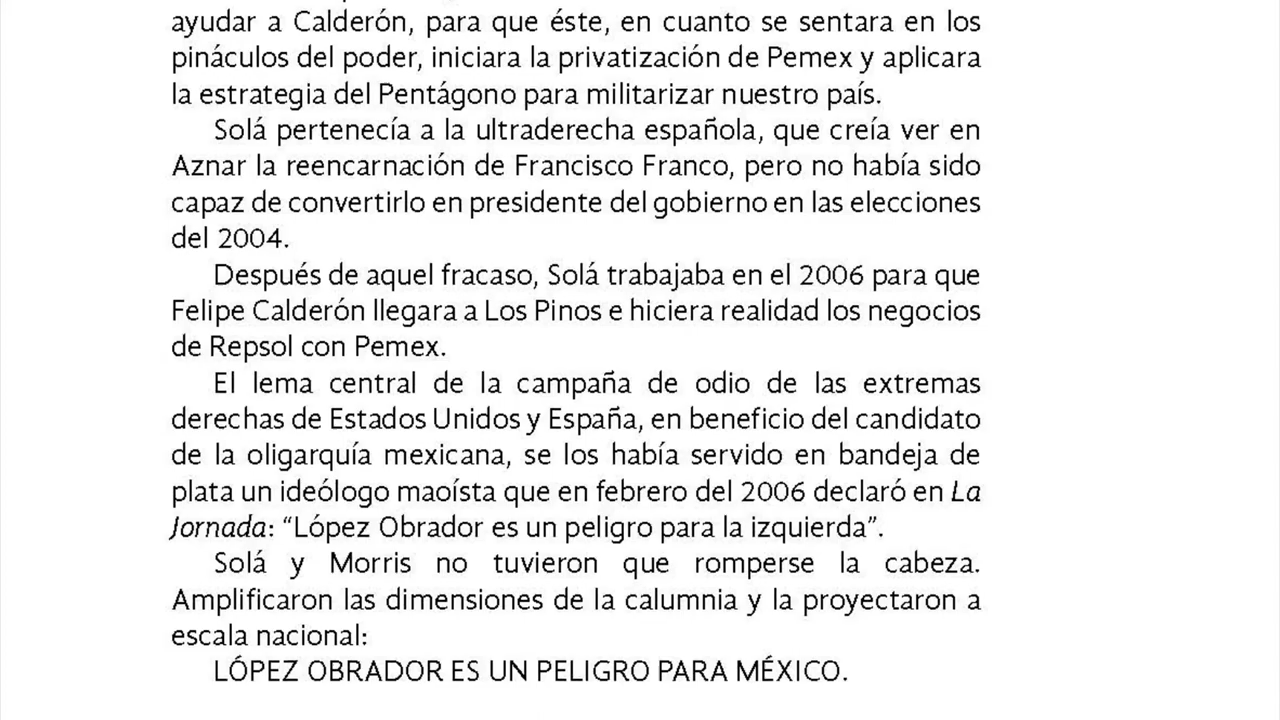 ayudar a Calderón, para que éste, en cuanto se sentara en los
pináculos del poder, iniciara la privatización de Pemex y aplicara
la estrategia del Pentágono para militarizar nuestro país.
Solá pertenecía a la ultraderecha española, que creía ver en
Aznar la reencarnación de Francisco Franco, pero no había sido
capaz de convertirlo en presidente del gobierno en las elecciones
del 2004.
Después de aquel fracaso, Solá trabajaba en el 2006 para que
Felipe Calderón llegara a Los Pinos e hiciera realidad los negocios
de Repsol con Pemex.
El lema central de la campaña de odio de las extremas
derechas de Estados Unidos y España, en beneficio del candidato
de la oligarquía mexicana, se los había servido en bandeja de
plata un ideólogo maoísta que en febrero del 2006 declaró en La
Jornada: “López Obrador es un peligro para la izquierda”.
Solá y Morris no tuvieron que romperse la cabeza.
Amplificaron las dimensiones de la calumnia y la proyectaron a
escala nacional:
LÓPEZ OBRADOR ES UN PELIGRO PARA MÉXICO.